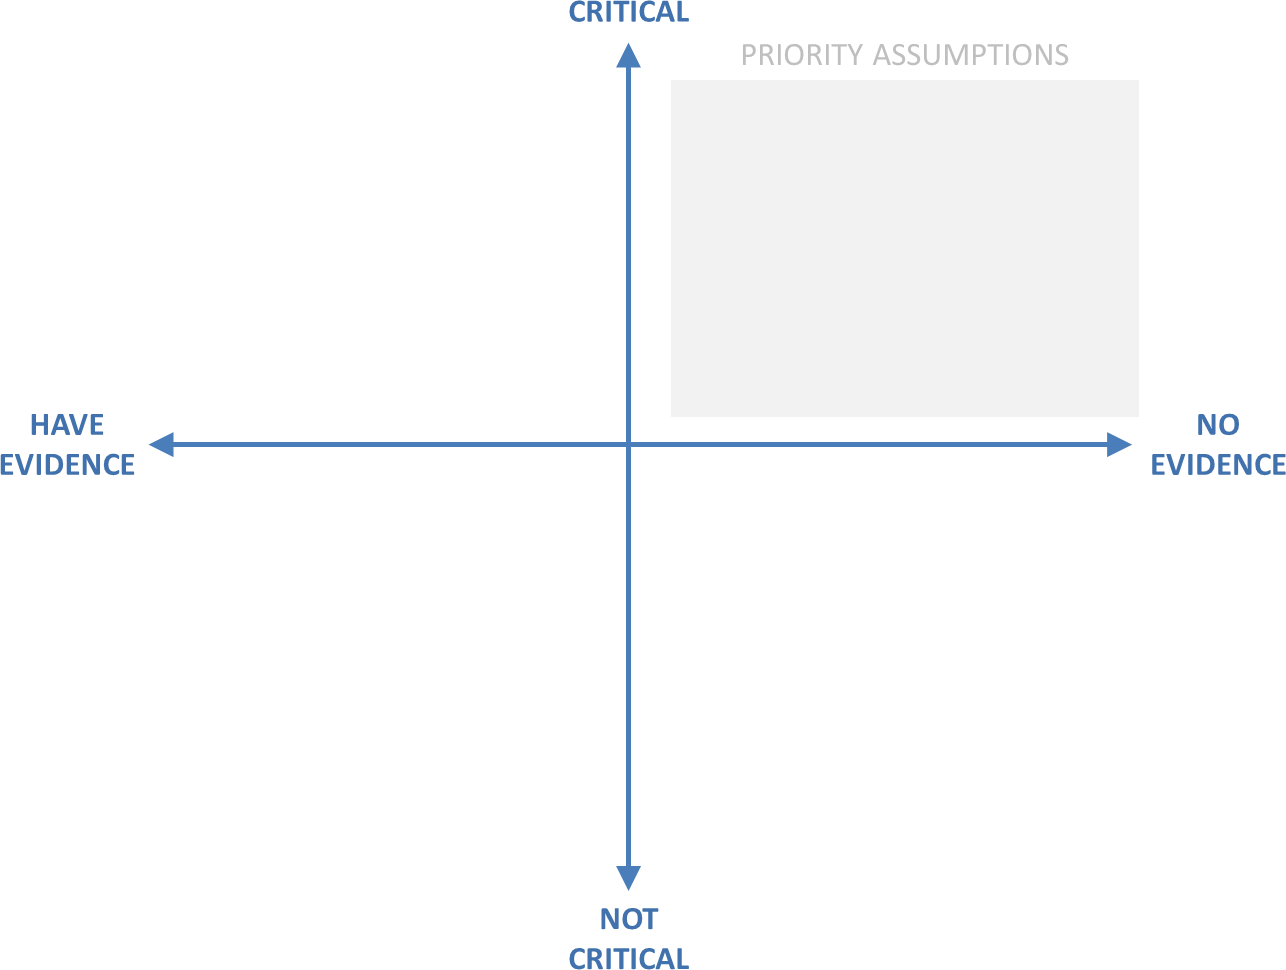 CRITICAL
PRIORITY ASSUMPTIONS
HAVE
EVIDENCE
NO
EVIDENCE
NOT
CRITICAL